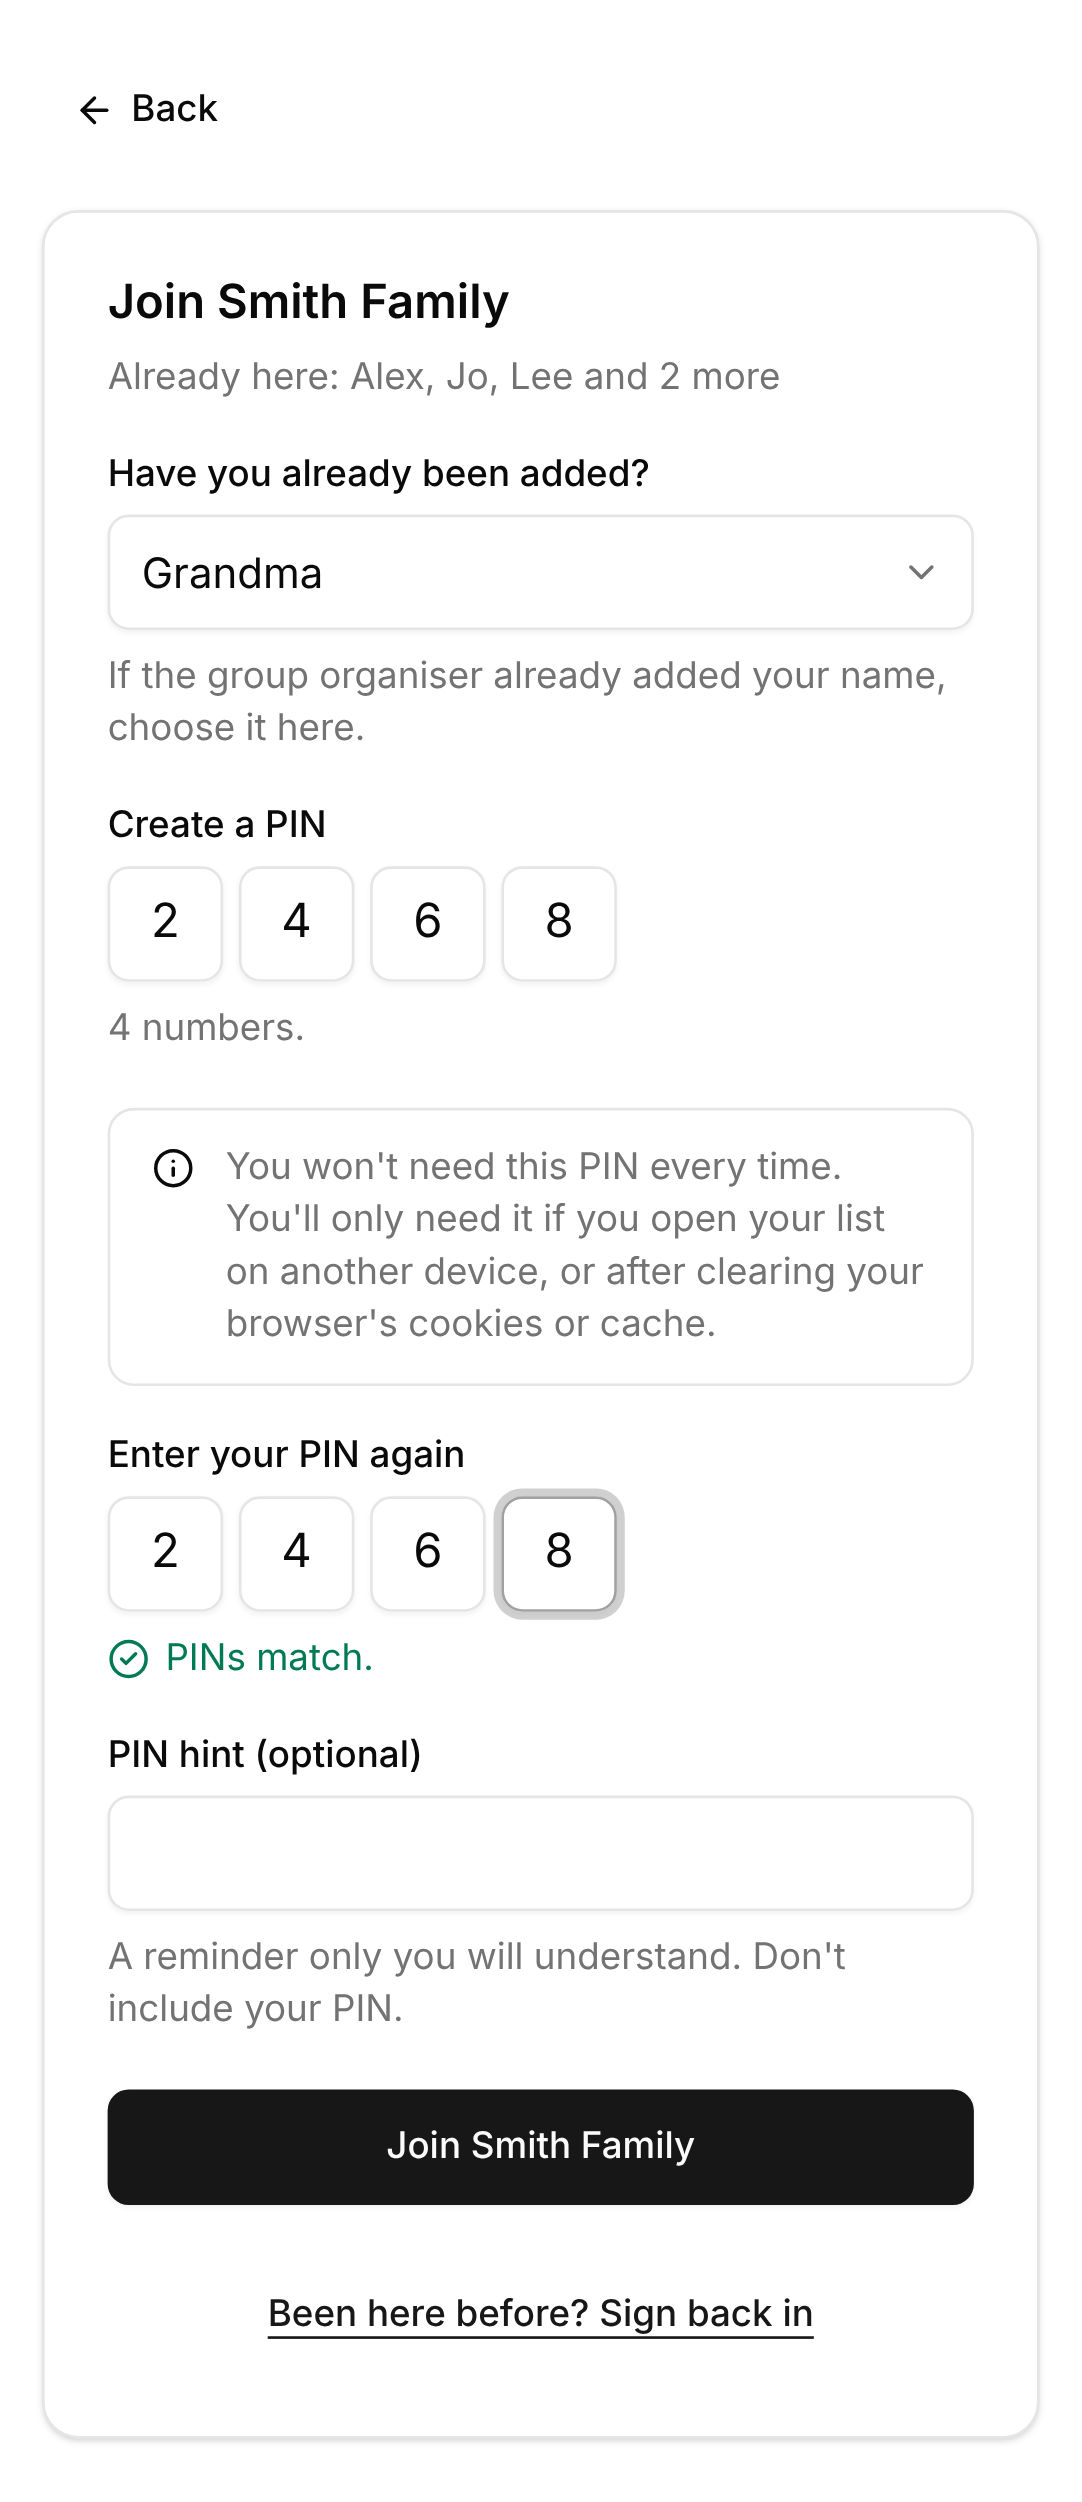 Back
Join Smith Family
Already here: Alex, Jo, Lee and 2 more
Have you already been added?
Grandma
If the group organiser already added your name,
choose it here.
Create a PIN
2 4 6 8
4 numbers.
You won't need this PIN every time.
You'll only need it if you open your list
on another device, or after clearing your
browser's cookies or cache.
Enter your PIN again
2 4 6 8
PINs match.
PIN hint (optional)
A reminder only you will understand. Don't
include your PIN.
Join Smith Family
Been here before? Sign back in